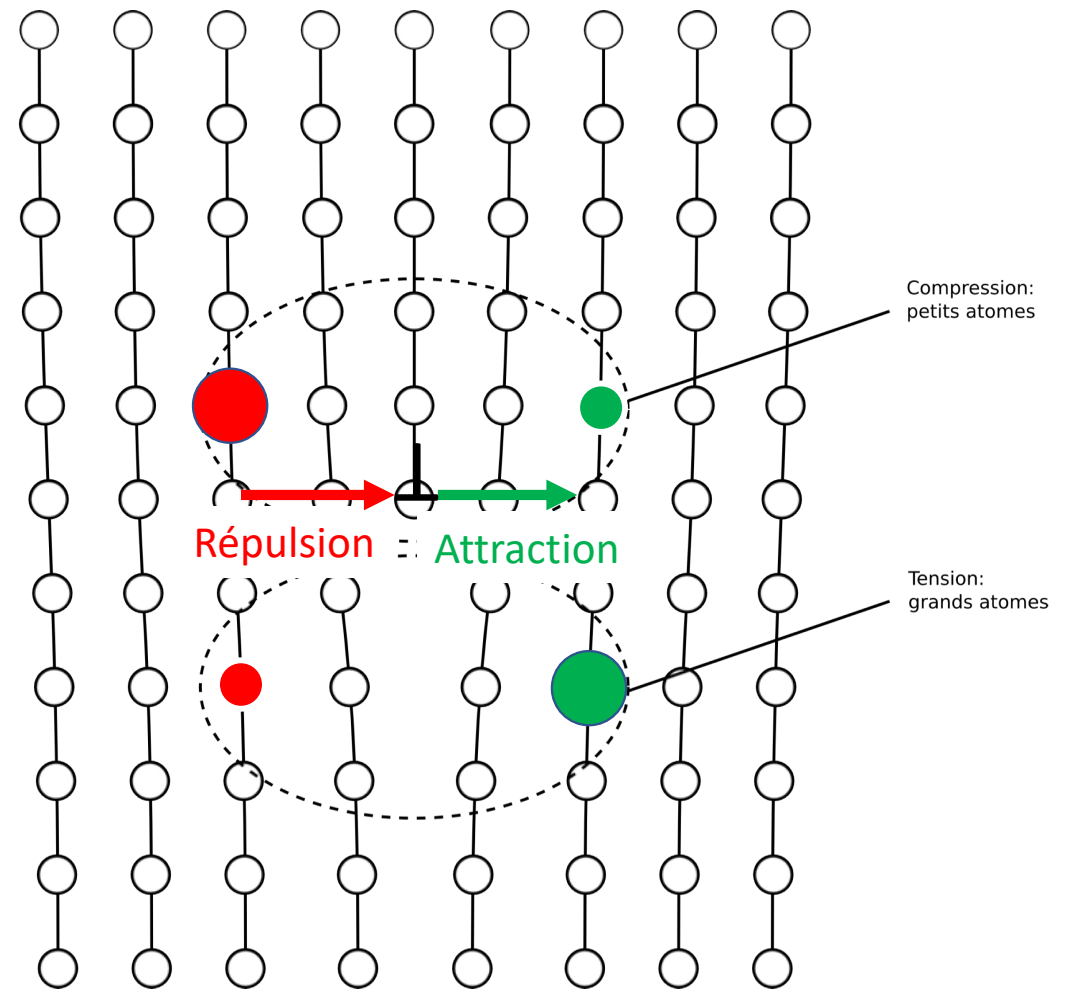 Compression:
petits atomes
Répulsion
Attraction
Tension:
grands atomes